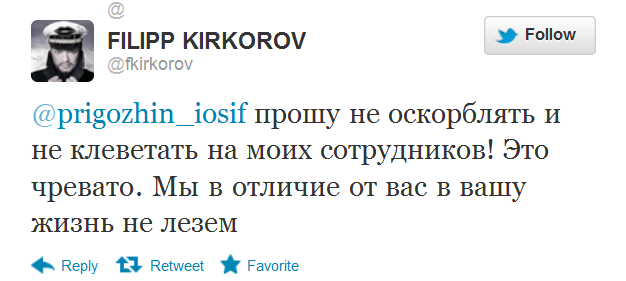 @
FILIPP KIRKOROV
@fkirkorov
Follow
@prigozhin_iosif прошу не оскорблять и
не клеветать на моих сотрудников! Это
чревато. Мы в отличие от вас в вашу
жизнь не лезем
Reply Retweet Favorite